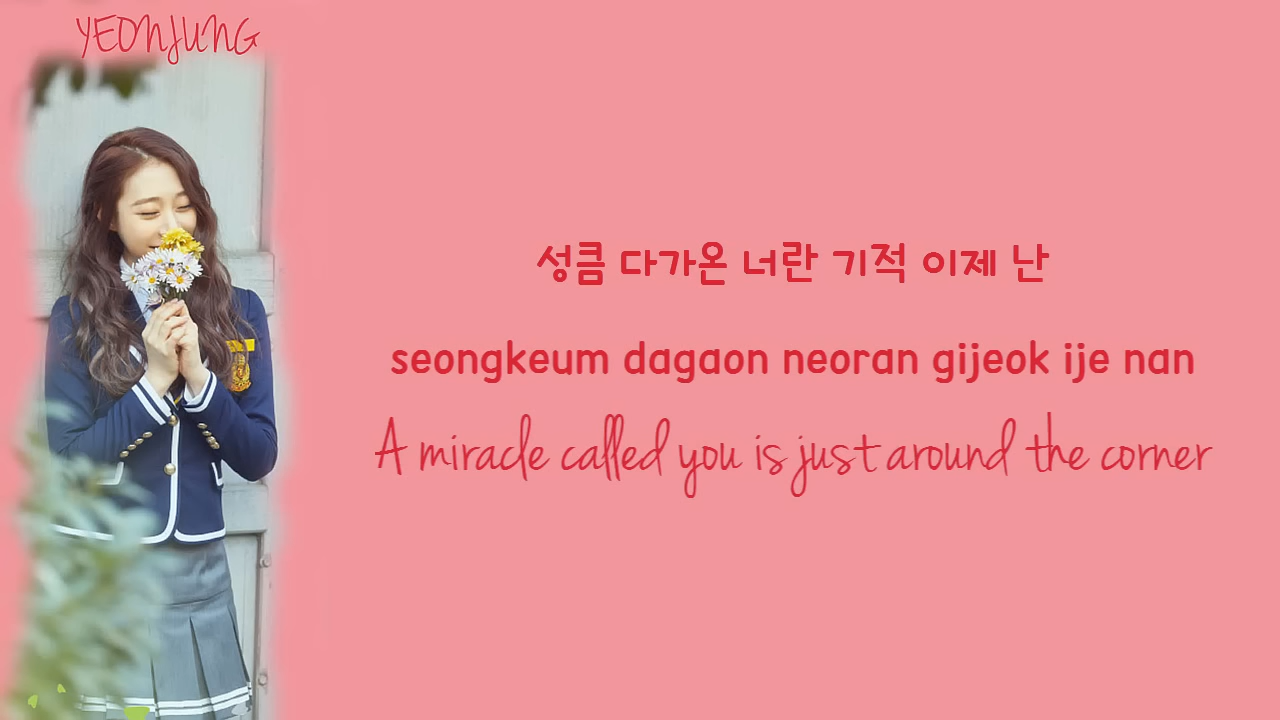 YEONJUNG
성큼 다가온 너란 기적 이제 난
seongkeum dagaon neoran gijeok ije nan
A miracle called you is just around the corner